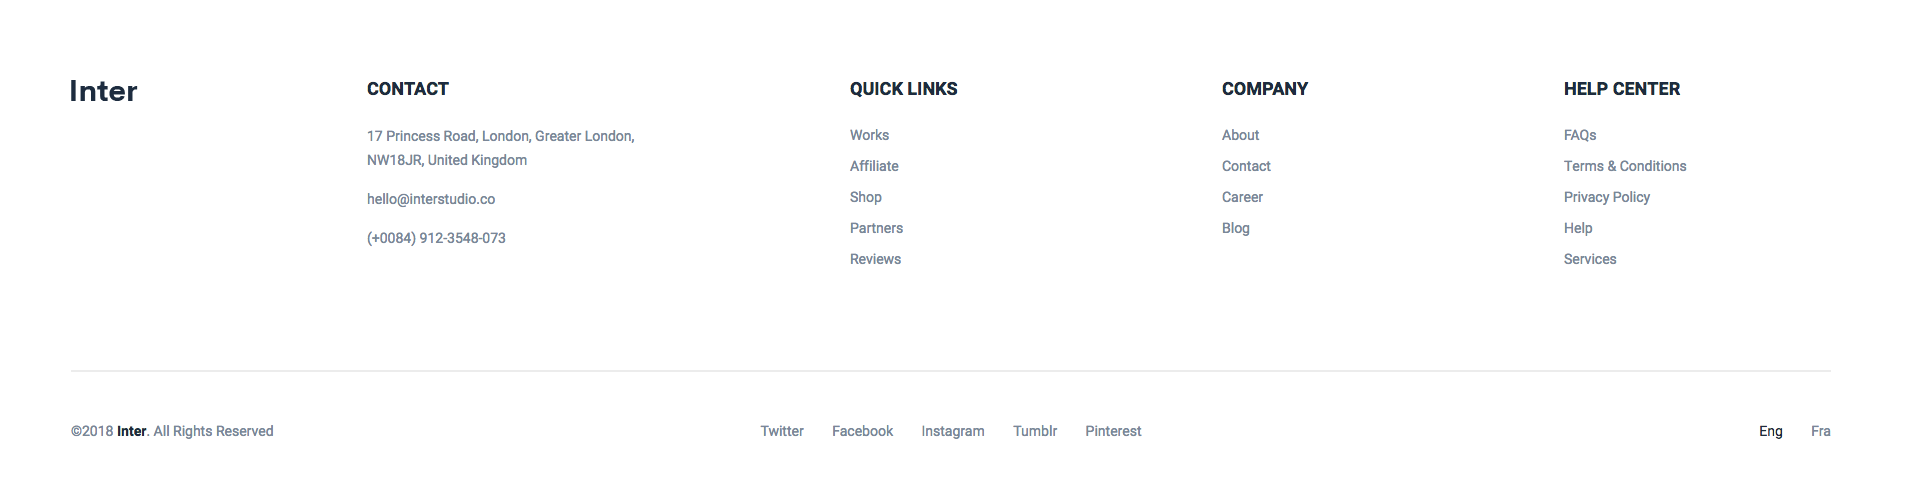 Inter
CONTACT
17 Princess Road, London, Greater London,
NW18JR, United Kingdom
hello@interstudio.co
(+0084) 912-3548-073
QUICK LINKS
Works
Affiliate
Shop
Partners
Reviews
COMPANY
About
Contact
Career
Blog
HELP CENTER
FAQs
Terms & Conditions
Privacy Policy
Help
Services
©2018 Inter. All Rights Reserved
Twitter Facebook Instagram Tumblr Pinterest
Eng Fra